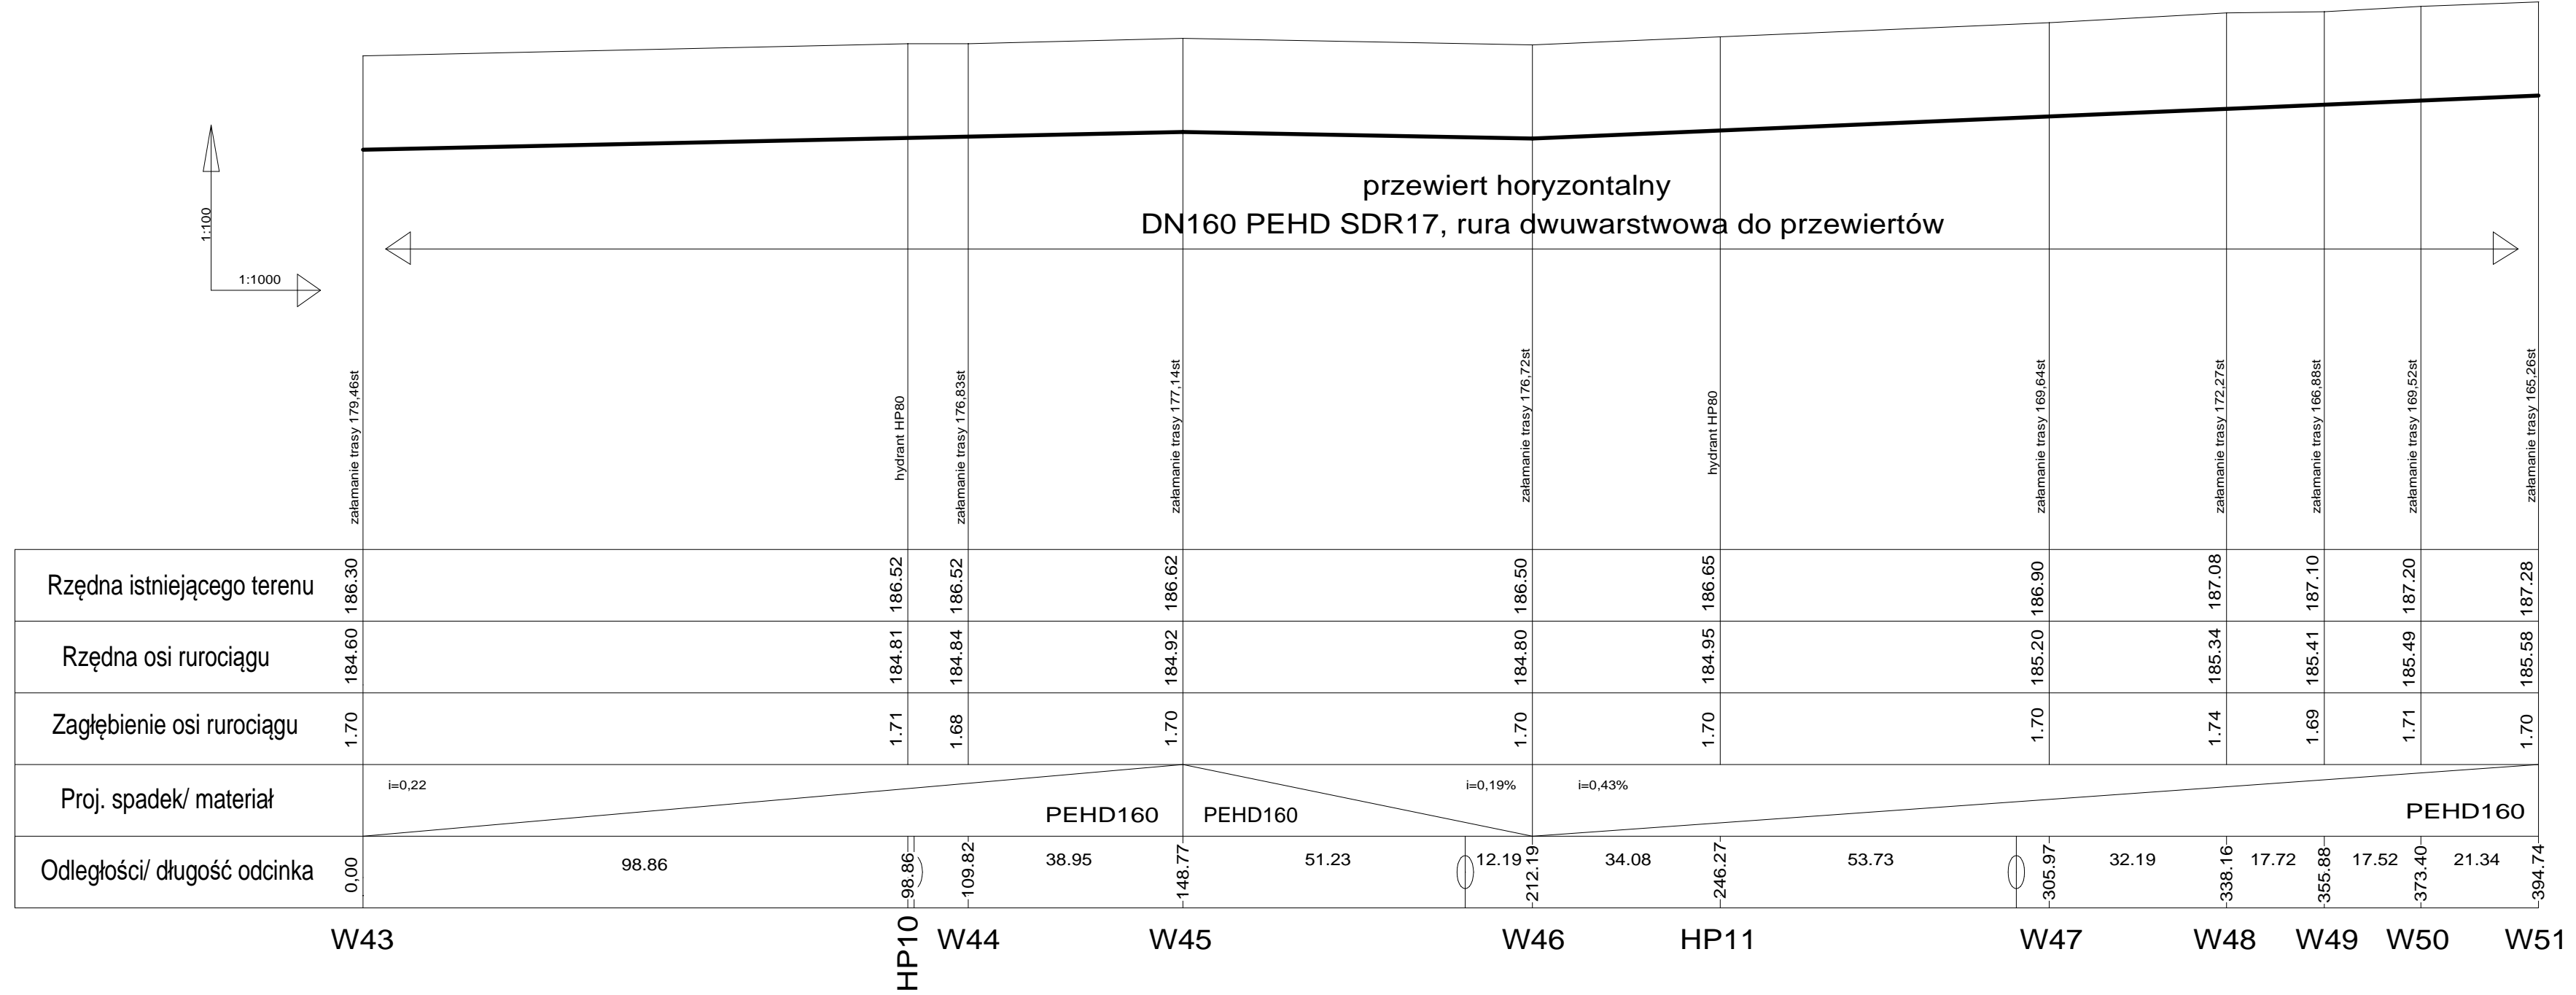 przewiert horyzontalny
DN160 PEHD SDR17, rura dwuwarstwowa do przewiertów
1:100
1:1000
załamanie trasy 179,46st
hydrant HP80
załamanie trasy 176,83st
załamanie trasy 177,14st
załamanie trasy 176,72st
hydrant HP80
załamanie trasy 169,64st
załamanie trasy 172,27st
załamanie trasy 166,88st
załamanie trasy 169,52st
załamanie trasy 165,26st
Rzędna istniejącego terenu 186.30 186.52 186.52 186.62 186.50 186.65 186.90 187.08 187.10 187.20 187.28
Rzędna osi rurociągu 184.60 184.81 184.84 184.92 184.80 184.95 185.20 185.34 185.41 185.49 185.58
Zagłębienie osi rurociągu 1.70 1.71 1.68 1.70 1.70 1.70 1.70 1.74 1.69 1.71 1.70
Proj. spadek/ materiał i=0,22 PEHD160 PEHD160 i=0,19% i=0,43% PEHD160
Odległości/ długość odcinka 0,00 98.86 98.86 109.82 38.95 148.77 51.23 12.19 212.19 34.08 246.27 53.73 305.97 32.19 338.16 17.72 355.88 17.52 373.40 21.34 394.74
W43 HP10 W44 W45 W46 HP11 W47 W48 W49 W50 W51